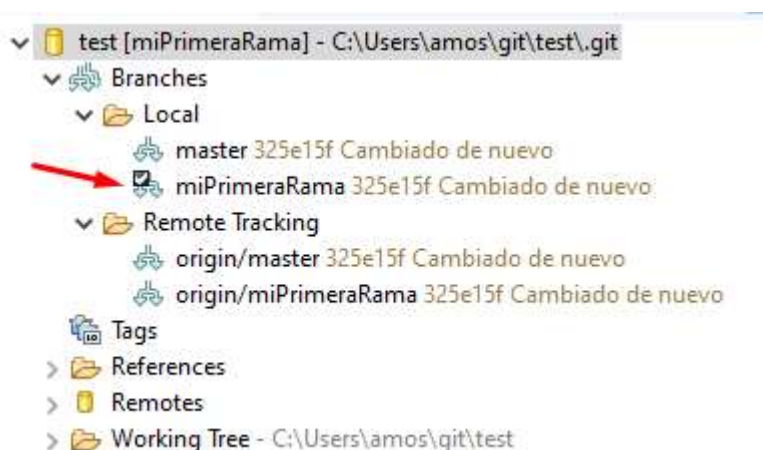 test [miPrimeraRama] - C:\Users\amos\git\test\.git
Branches
Local
master 325e15f Cambiado de nuevo
miPrimeraRama 325e15f Cambiado de nuevo
Remote Tracking
origin/master 325e15f Cambiado de nuevo
origin/miPrimeraRama 325e15f Cambiado de nuevo
Tags
References
Remotes
Working Tree - C:\Users\amos\git\test